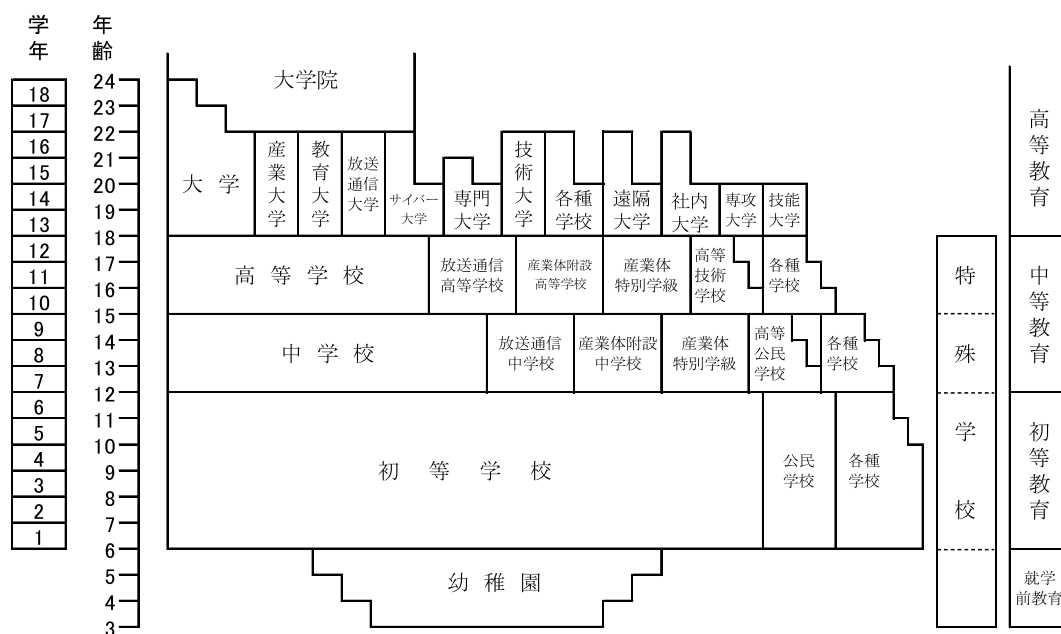 学年
年齢
18
17
16
15
14
13
12
11
10
9
8
7
6
5
4
3
2
1
24
23
22
21
20
19
18
17
16
15
14
13
12
11
10
9
8
7
6
5
4
3
大学院
大学
産業大学
教育大学
放送
通信
大学
サイバー
大学
専門
大学
技術大学
各種
学校
遠隔
大学
社内
大学
専攻
大学
技能
大学
高等学校
放送通信
高等学校
産業体附設
高等学校
産業体
特別学級
高等
技術
学校
各種
学校
中学校
放送通信
中学校
産業体附設
中学校
産業体
特別学級
高等
公民
学校
各種
学校
初等学校
公民
学校
各種
学校
幼稚園
特殊学校
高等教育
中等教育
初等教育
就学
前教育